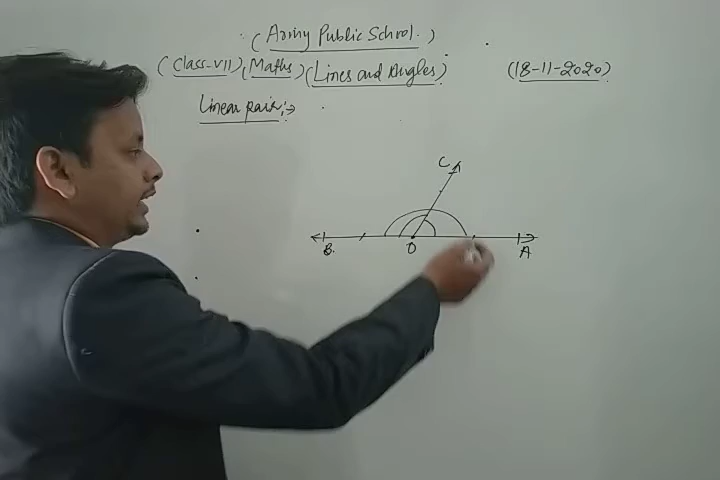 (Army Public School.)
(Class-VII), (Maths) (Lines and Angles) (18-11-2020)
Linear pair:→
C
B. O A